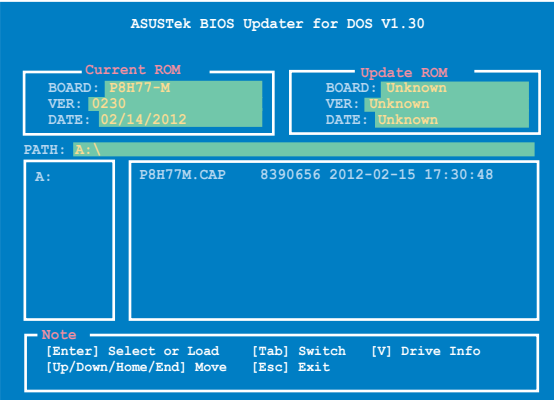 ASUSTek BIOS Updater for DOS V1.30
Current ROM
BOARD: P8H77-M
VER: 0230
DATE: 02/14/2012
Update ROM
BOARD: Unknown
VER: Unknown
DATE: Unknown
PATH: A:\
A:
P8H77M.CAP 8390656 2012-02-15 17:30:48
Note
[Enter] Select or Load [Tab] Switch [V] Drive Info
[Up/Down/Home/End] Move [Esc] Exit